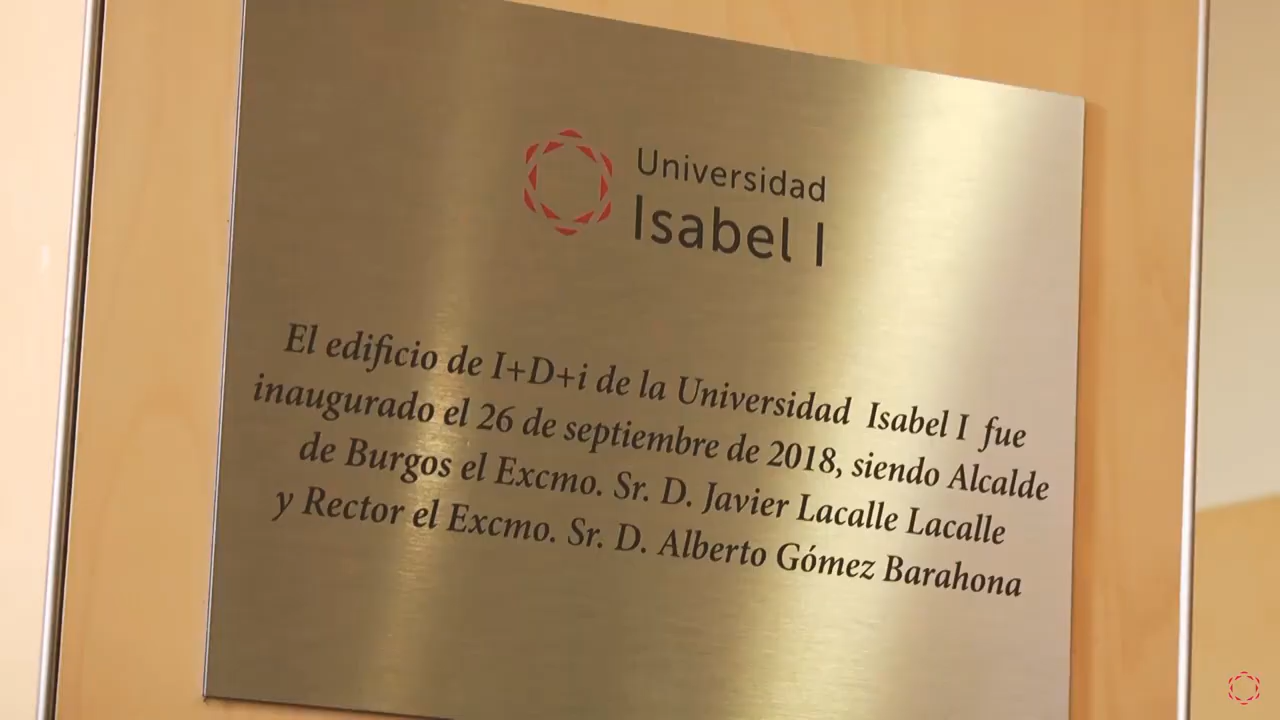 Universidad
Isabel I
El edificio de I+D+i de la Universidad Isabel I fue
inaugurado el 26 de septiembre de 2018, siendo Alcalde
de Burgos el Excmo. Sr. D. Javier Lacalle Lacalle
y Rector el Excmo. Sr. D. Alberto Gómez Barahona